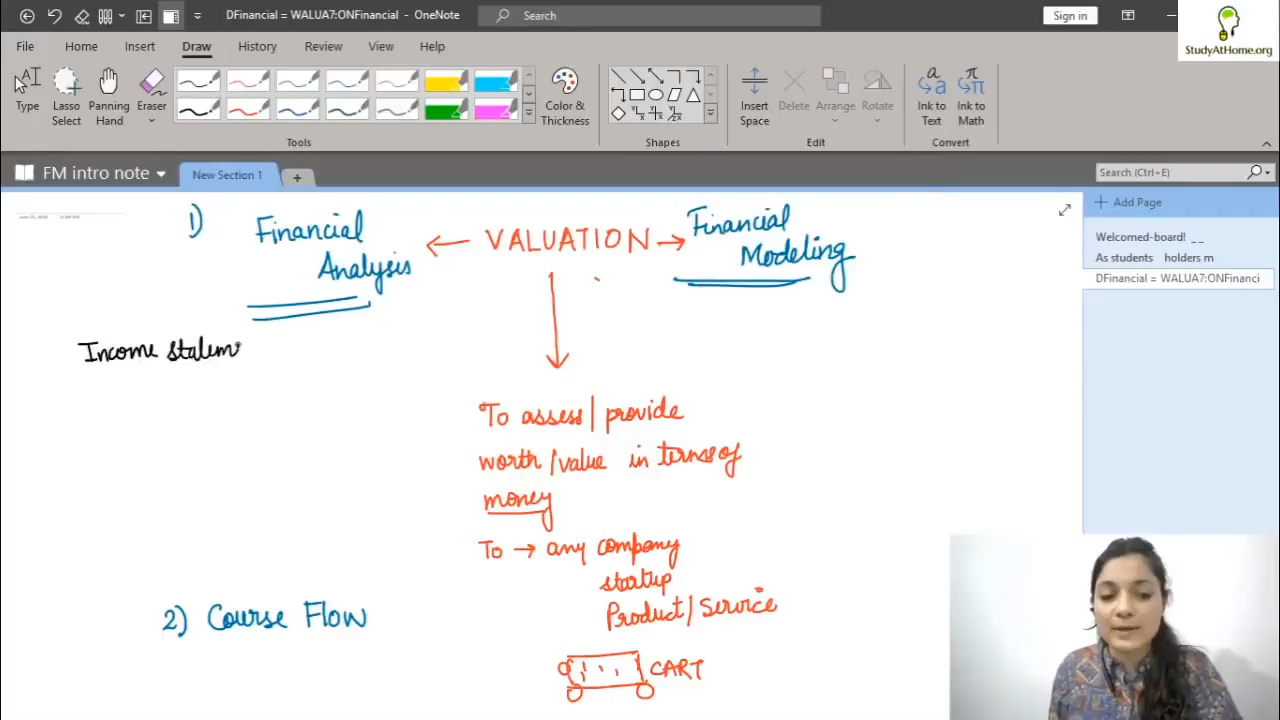 DFinancial = WALUA7:ONFinancial - OneNote
Search
Sign in
StudyAtHome.org
File Home Insert Draw History Review View Help
Type
Lasso Select
Panning Hand
Eraser
Color & Thickness
Insert Space
Delete
Arrange
Rotate
Ink to Text
Ink to Math
Tools
Shapes
Edit
Convert
FM intro note
New Section 1
Search (Ctrl+E)
Add Page
Welcomed-board! _ _
As students holders m
DFinancial = WALUA7:ONFinanci
1) Financial Analysis
VALUATION
Financial Modeling
Income statem
To assess/provide
worth/value in terms of
money
To → any company
startup
Product/Service
2) Course Flow
CART